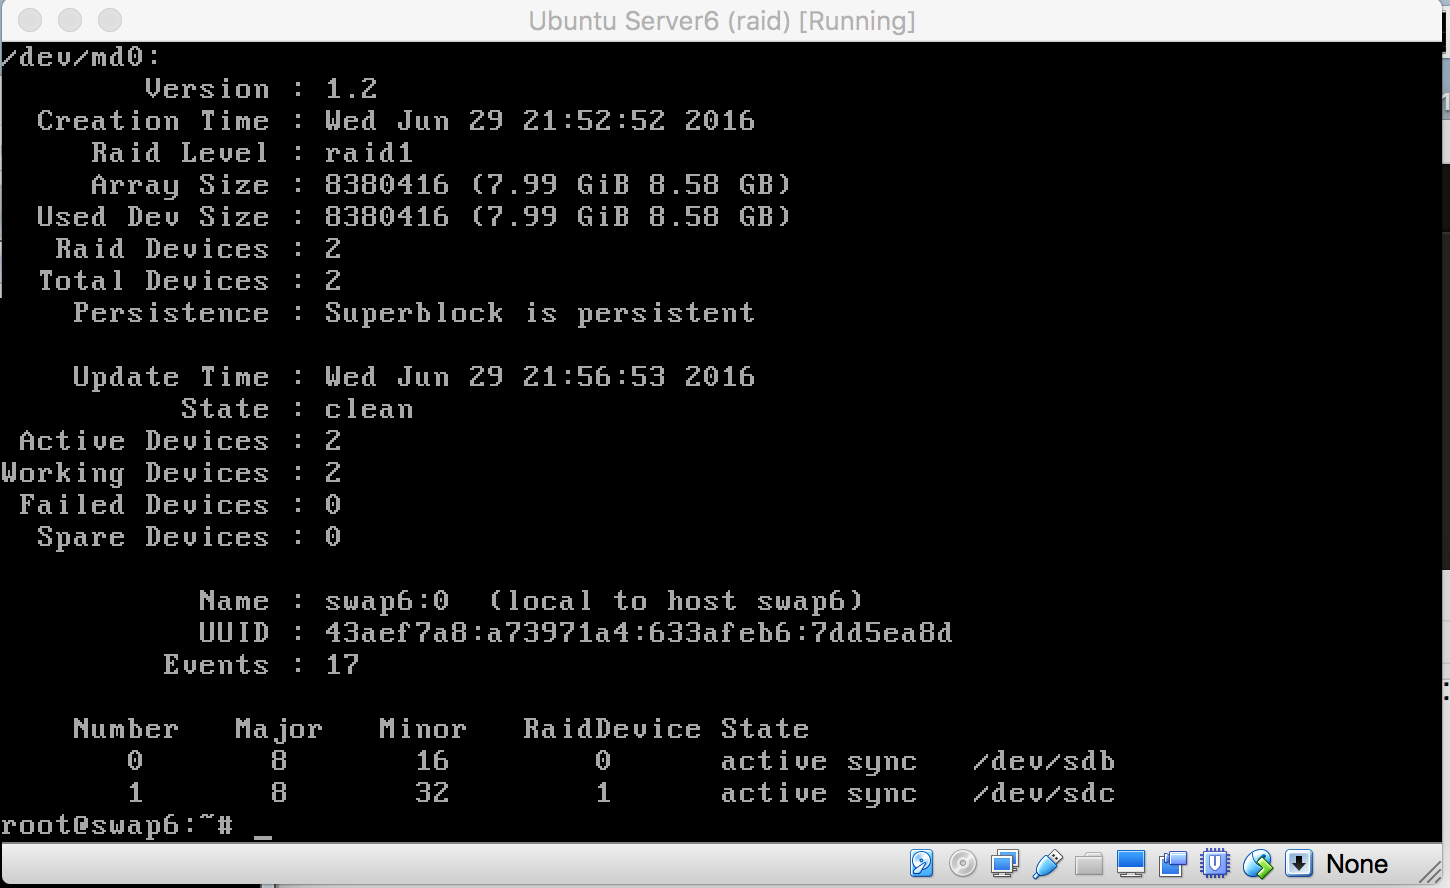 Ubuntu Server6 (raid) [Running]
/dev/md0:
        Version : 1.2
  Creation Time : Wed Jun 29 21:52:52 2016
     Raid Level : raid1
     Array Size : 8380416 (7.99 GiB 8.58 GB)
  Used Dev Size : 8380416 (7.99 GiB 8.58 GB)
   Raid Devices : 2
  Total Devices : 2
    Persistence : Superblock is persistent

    Update Time : Wed Jun 29 21:56:53 2016
          State : clean
 Active Devices : 2
Working Devices : 2
 Failed Devices : 0
  Spare Devices : 0

           Name : swap6:0  (local to host swap6)
           UUID : 43aef7a8:a73971a4:633afeb6:7dd5ea8d
         Events : 17

    Number   Major   Minor   RaidDevice State
       0       8       16        0      active sync   /dev/sdb
       1       8       32        1      active sync   /dev/sdc
root@swap6:~# _
None